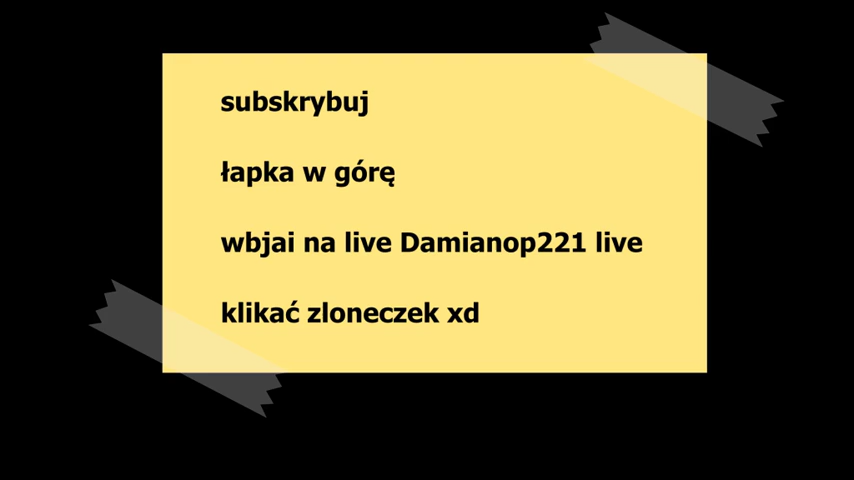 subskrybuj
łapka w górę
wbjai na live Damianop221 live
klikać zloneczek xd